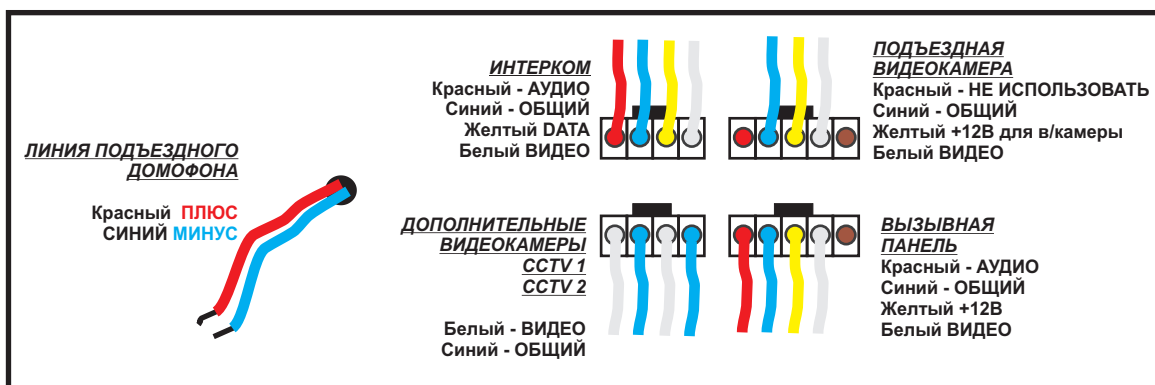 ЛИНИЯ ПОДЪЕЗДНОГО
ДОМОФОНА
Красный ПЛЮС
СИНИЙ МИНУС
ИНТЕРКОМ
Красный - АУДИО
Синий - ОБЩИЙ
Желтый DATA
Белый ВИДЕО
ПОДЪЕЗДНАЯ
ВИДЕОКАМЕРА
Красный - НЕ ИСПОЛЬЗОВАТЬ
Синий - ОБЩИЙ
Желтый +12В для в/камеры
Белый ВИДЕО
ДОПОЛНИТЕЛЬНЫЕ
ВИДЕОКАМЕРЫ
CCTV 1
CCTV 2
Белый - ВИДЕО
Синий - ОБЩИЙ
ВЫЗЫВНАЯ
ПАНЕЛЬ
Красный - АУДИО
Синий - ОБЩИЙ
Желтый +12В
Белый ВИДЕО